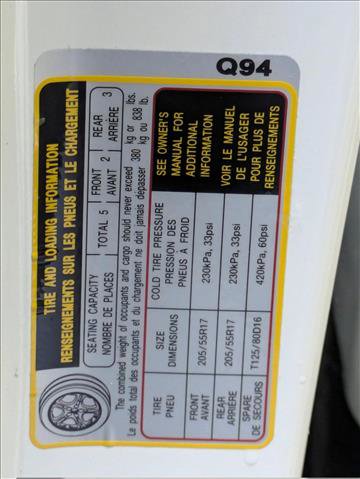 Q94
TIRE AND LOADING INFORMATION
RENSEIGNEMENTS SUR LES PNEUS ET LE CHARGEMENT
SEATING CAPACITY TOTAL 5 FRONT 2 REAR 3
NOMBRE DE PLACES AVANT ARRIÈRE
The combined weight of occupants and cargo should never exceed 380 kg or 838 lbs.
Le poids total des occupants et du chargement ne doit jamais dépasser 380 kg ou 838 lb.
TIRE SIZE COLD TIRE PRESSURE SEE OWNER'S
PNEU DIMENSIONS PRESSION DES MANUAL FOR
PNEUS À FROID ADDITIONAL
FRONT 205/55R17 230kPa, 33psi INFORMATION
AVANT
REAR 205/55R17 230kPa, 33psi VOIR LE MANUEL
ARRIÈRE DE L'USAGER
SPARE T125/80D16 420kPa, 60psi POUR PLUS DE
DE SECOURS RENSEIGNEMENTS